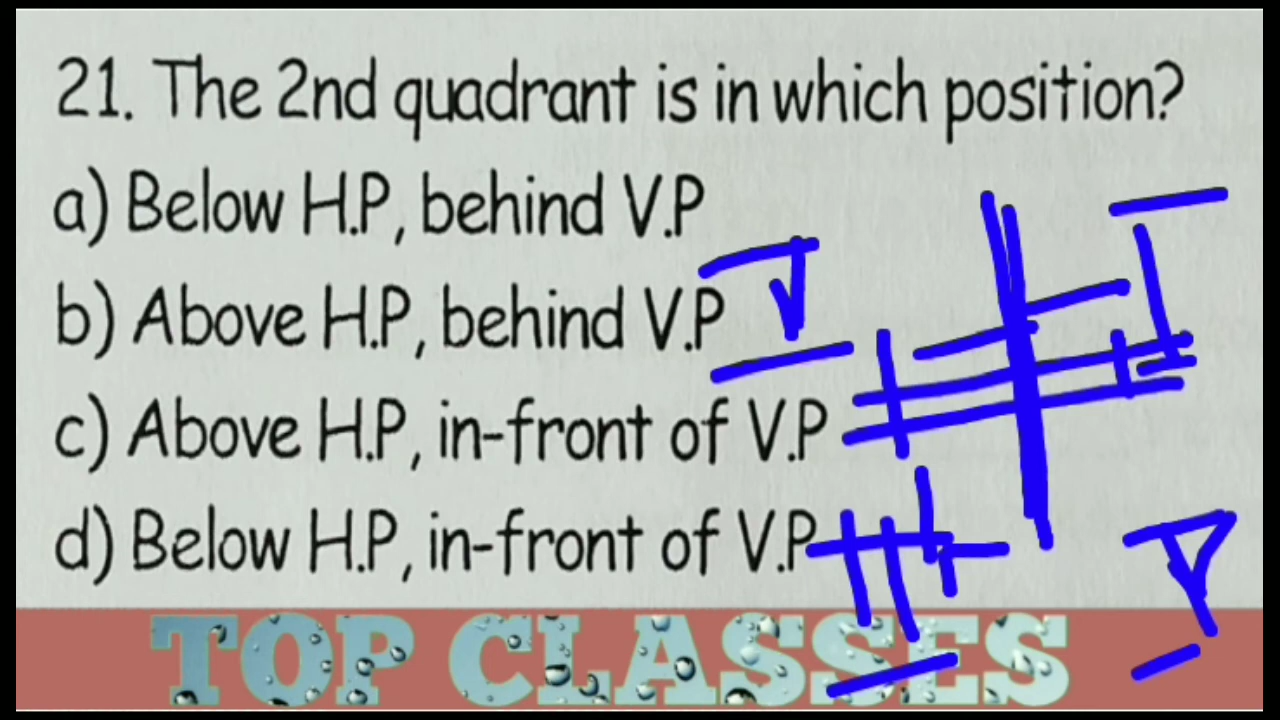 21. The 2nd quadrant is in which position?
a) Below H.P, behind V.P
b) Above H.P, behind V.P
c) Above H.P, in-front of V.P
d) Below H.P, in-front of V.P
TOP CLASSES